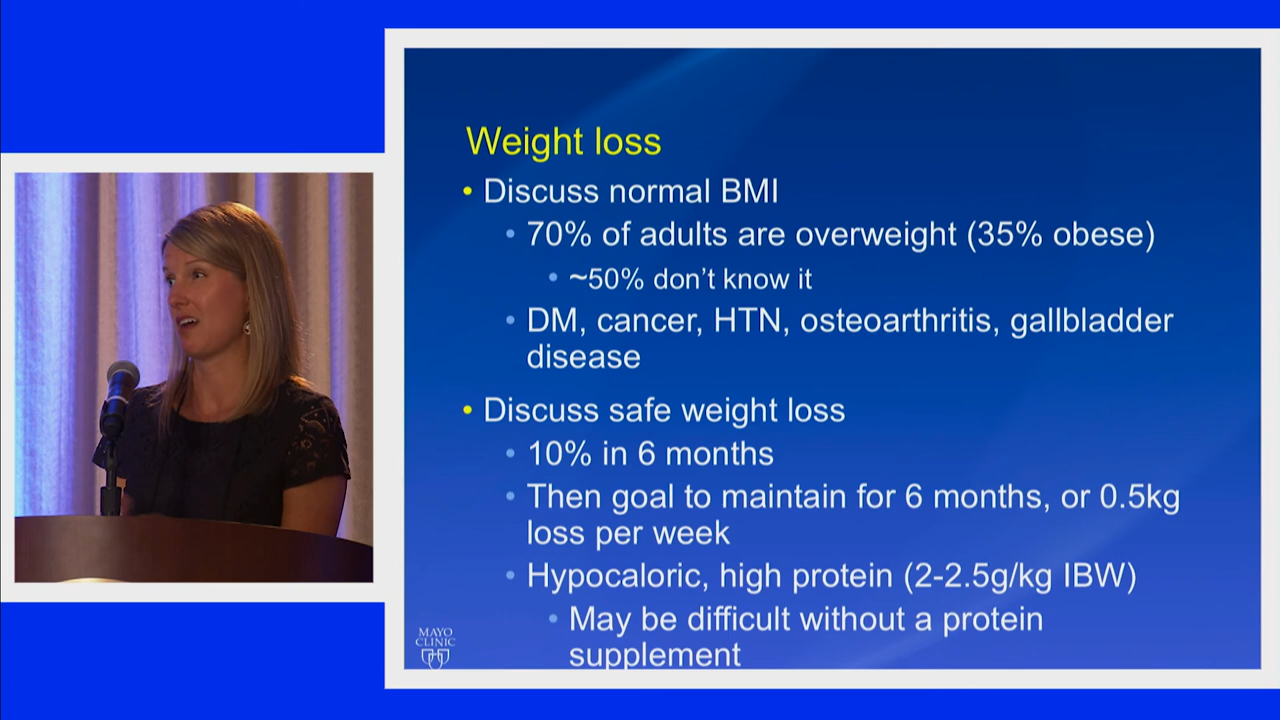 Weight loss
• Discuss normal BMI
• 70% of adults are overweight (35% obese)
• ~50% don't know it
• DM, cancer, HTN, osteoarthritis, gallbladder
disease
• Discuss safe weight loss
• 10% in 6 months
• Then goal to maintain for 6 months, or 0.5kg
loss per week
• Hypocaloric, high protein (2-2.5g/kg IBW)
• May be difficult without a protein
supplement
MAYO
CLINIC